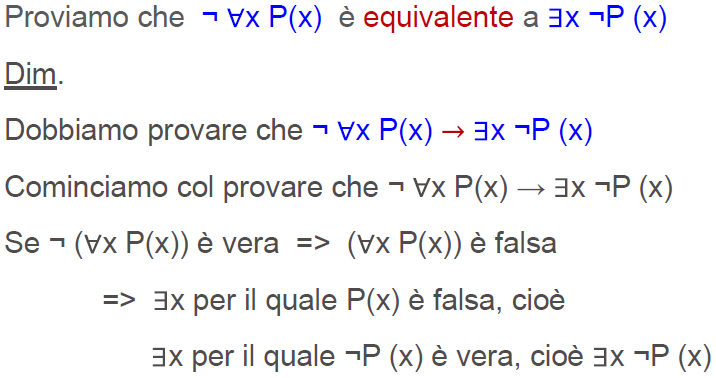 Proviamo che ¬ ∀x P(x) è equivalente a ∃x ¬P (x)
Dim.
Dobbiamo provare che ¬ ∀x P(x) → ∃x ¬P (x)
Cominciamo col provare che ¬ ∀x P(x) → ∃x ¬P (x)
Se ¬ (∀x P(x)) è vera => (∀x P(x)) è falsa
=> ∃x per il quale P(x) è falsa, cioè
∃x per il quale ¬P (x) è vera, cioè ∃x ¬P (x)